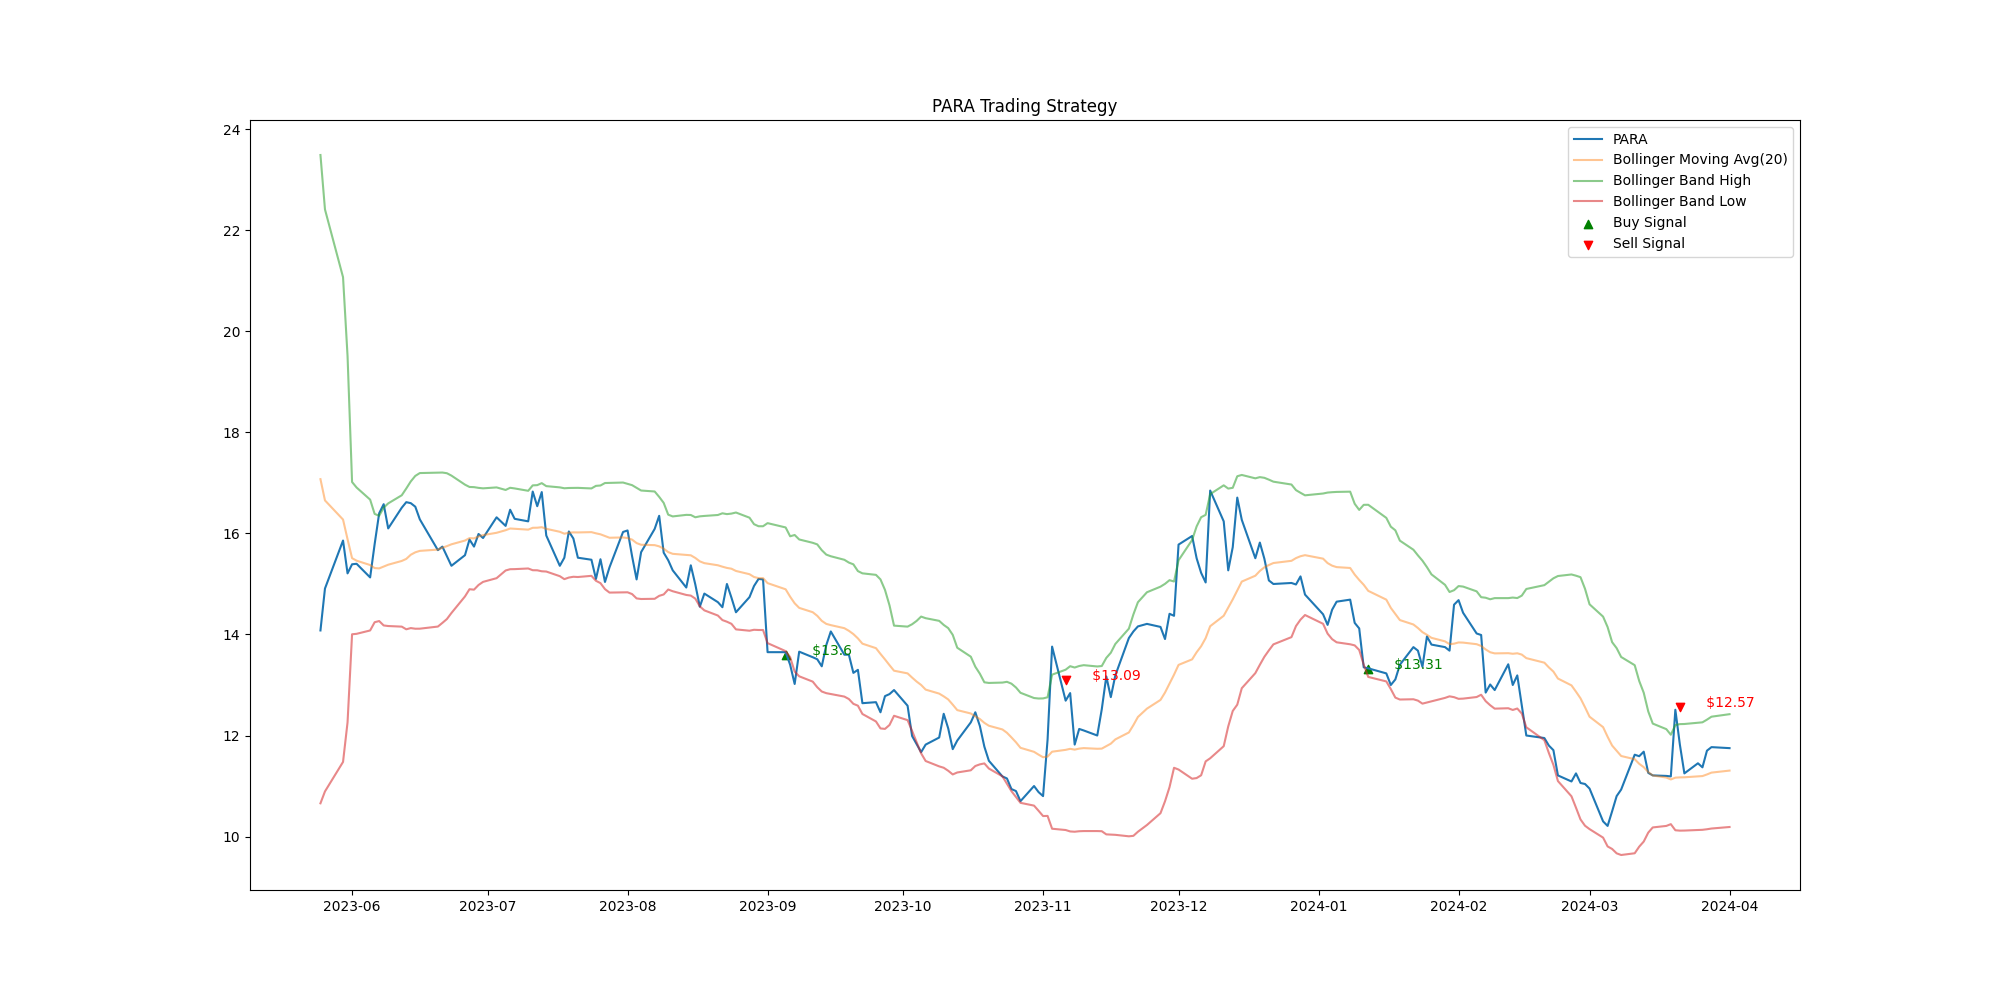 PARA Trading Strategy
24
22
20
18
16
14
12
10
PARA
Bollinger Moving Avg(20)
Bollinger Band High
Bollinger Band Low
Buy Signal
Sell Signal
$13.6
$13.09
$13.31
$12.57
2023-06 2023-07 2023-08 2023-09 2023-10 2023-11 2023-12 2024-01 2024-02 2024-03 2024-04